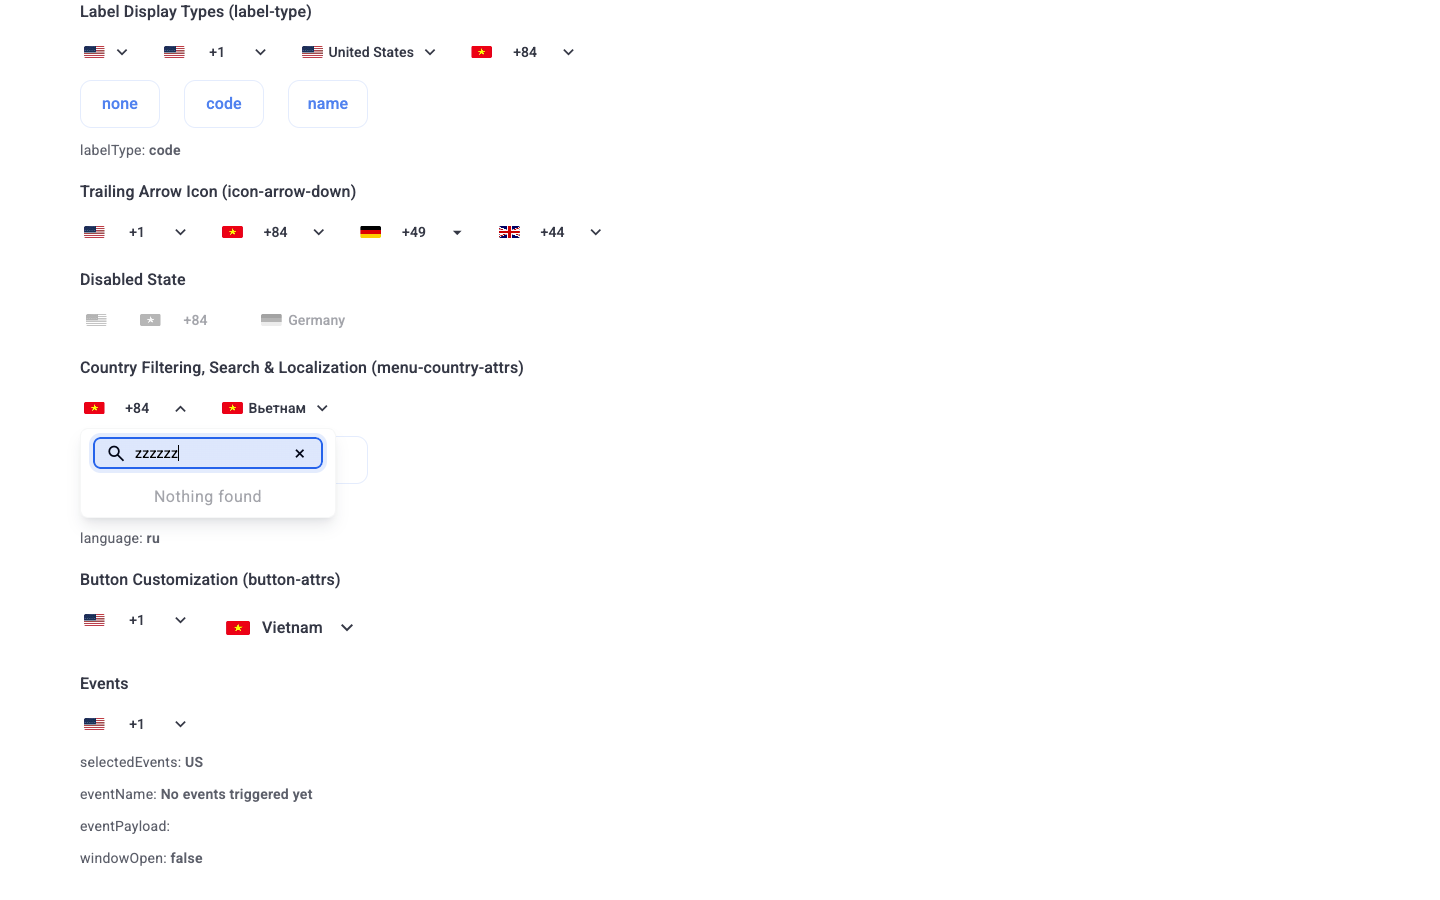 Label Display Types (label-type)
+1 United States +84
none code name
labelType: code
Trailing Arrow Icon (icon-arrow-down)
+1 +84 +49 +44
Disabled State
+84 Germany
Country Filtering, Search & Localization (menu-country-attrs)
+84 Вьетнам
zzzzzz
Nothing found
language: ru
Button Customization (button-attrs)
+1 Vietnam
Events
+1
selectedEvents: US
eventName: No events triggered yet
eventPayload:
windowOpen: false